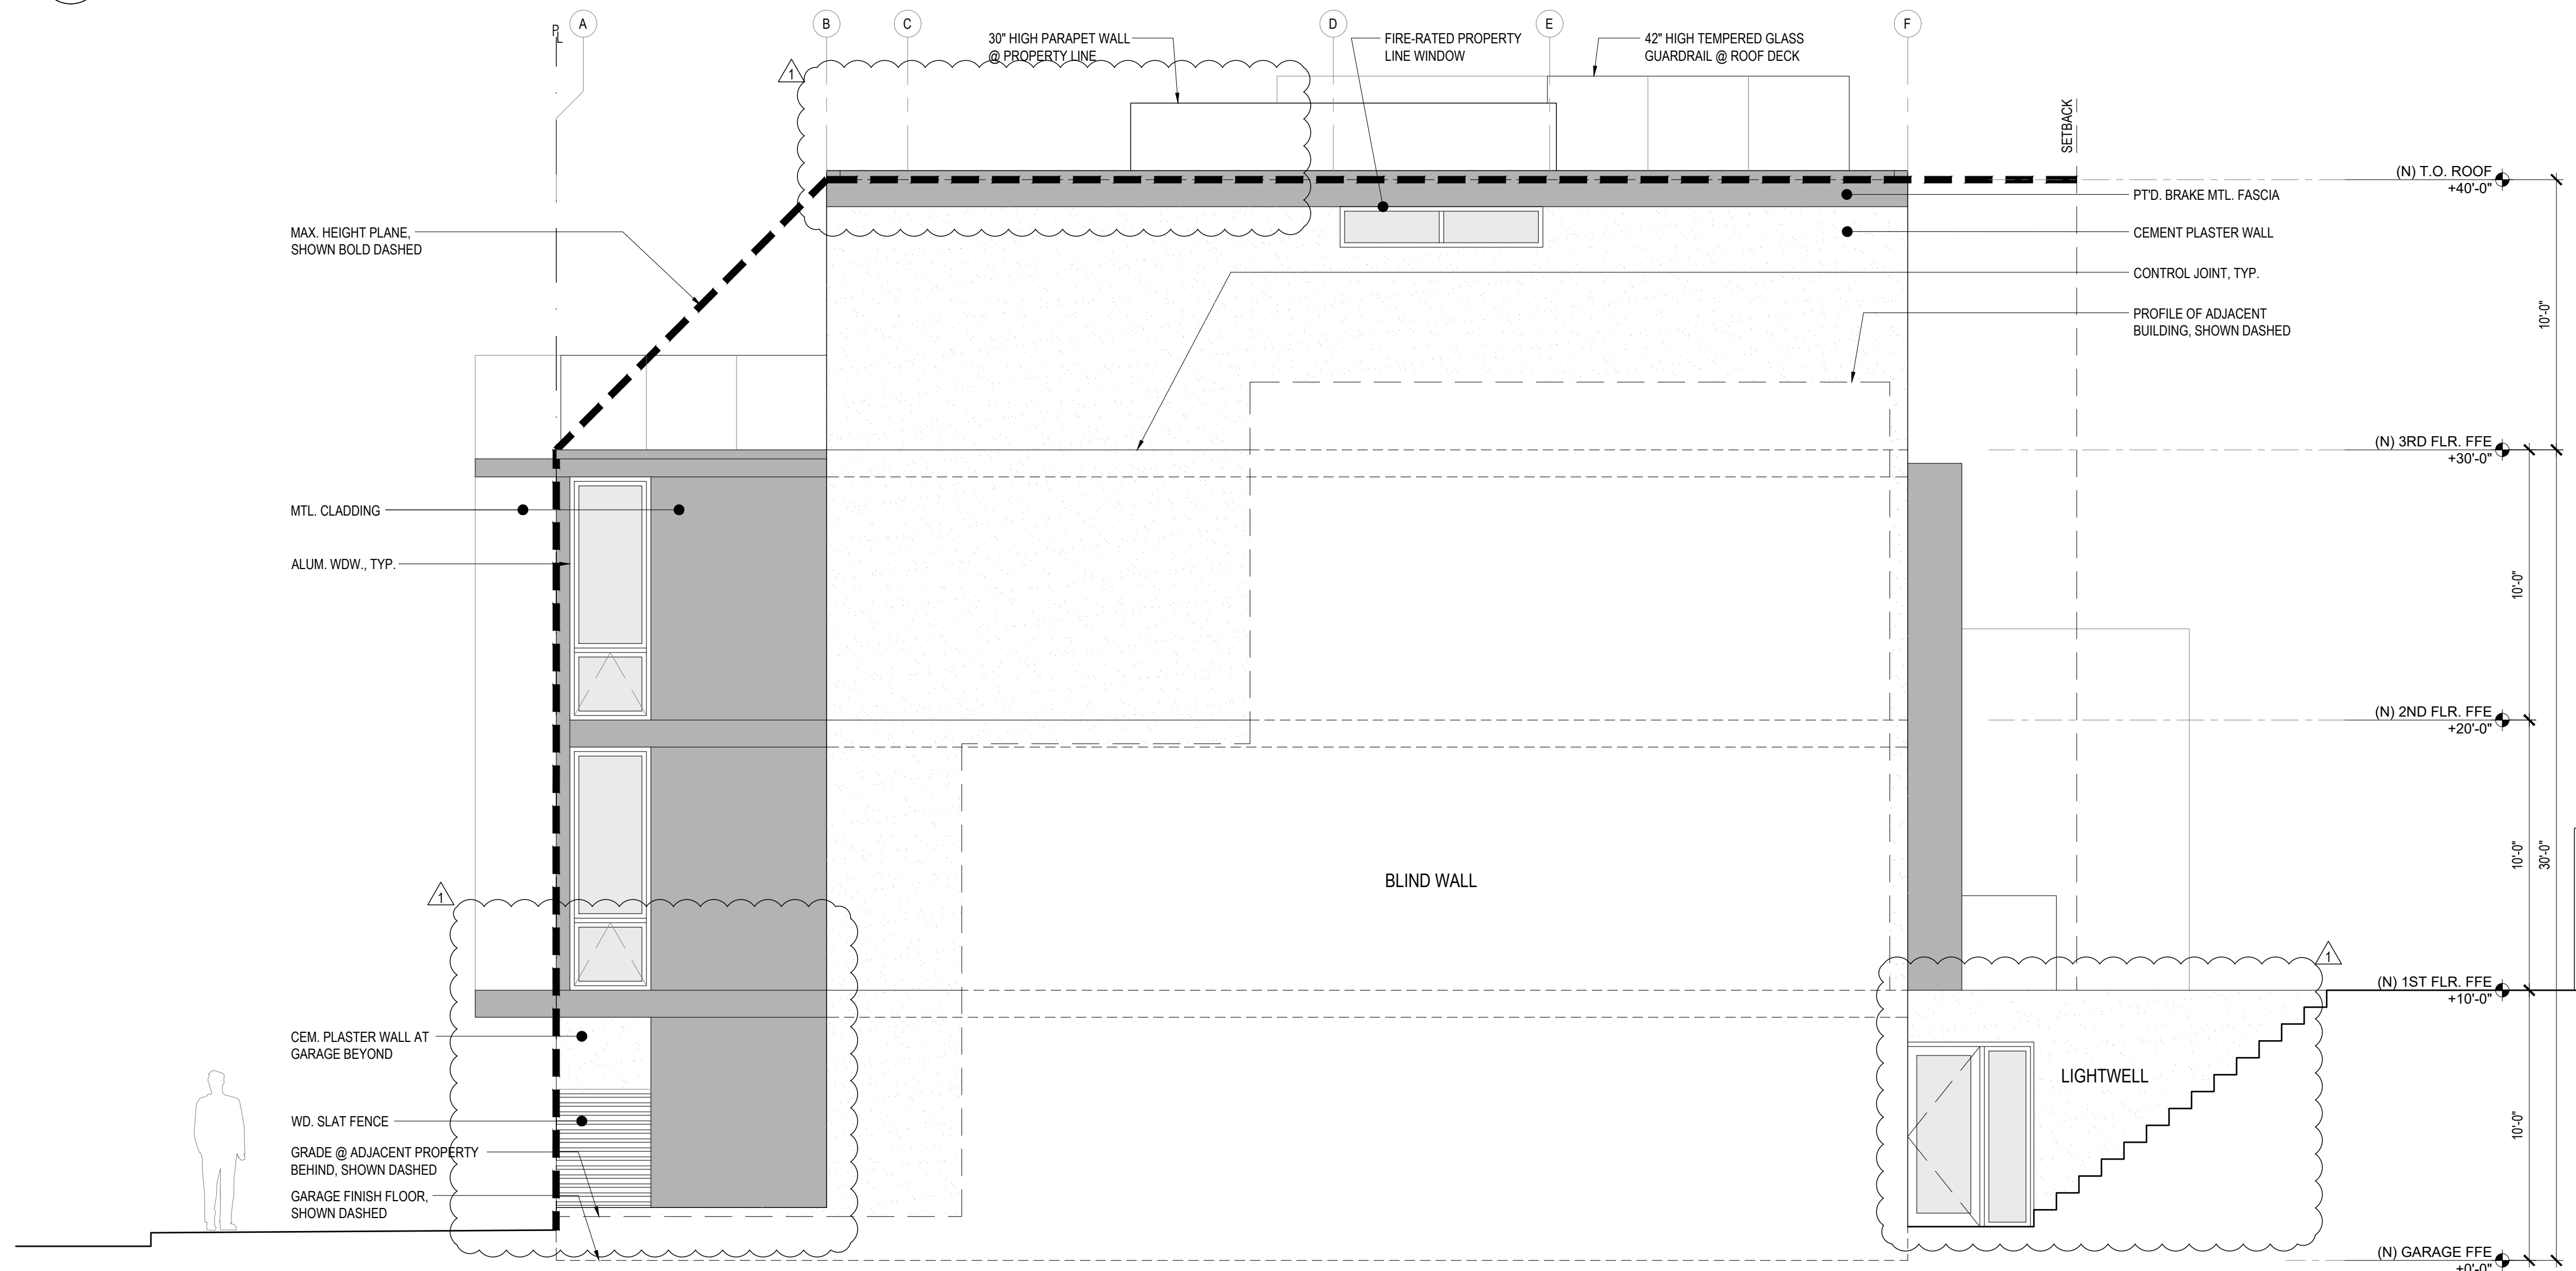 P
L
A
B
C
D
E
F
30" HIGH PARAPET WALL
@ PROPERTY LINE
FIRE-RATED PROPERTY
LINE WINDOW
42" HIGH TEMPERED GLASS
GUARDRAIL @ ROOF DECK
1
SETBACK
(N) T.O. ROOF
+40'-0"
PT'D. BRAKE MTL. FASCIA
CEMENT PLASTER WALL
MAX. HEIGHT PLANE,
SHOWN BOLD DASHED
CONTROL JOINT, TYP.
PROFILE OF ADJACENT
BUILDING, SHOWN DASHED
10'-0"
(N) 3RD FLR. FFE
+30'-0"
MTL. CLADDING
ALUM. WDW., TYP.
10'-0"
(N) 2ND FLR. FFE
+20'-0"
BLIND WALL
10'-0"
30'-0"
1
1
(N) 1ST FLR. FFE
+10'-0"
CEM. PLASTER WALL AT
GARAGE BEYOND
LIGHTWELL
WD. SLAT FENCE
10'-0"
GRADE @ ADJACENT PROPERTY
BEHIND, SHOWN DASHED
GARAGE FINISH FLOOR,
SHOWN DASHED
(N) GARAGE FFE
+0'-0"